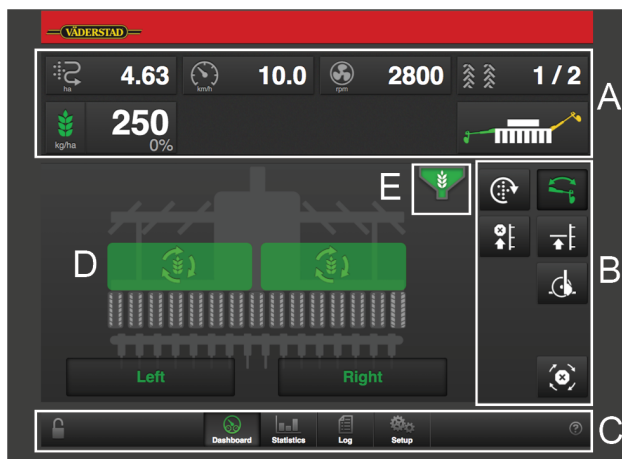 VÄDERSTAD
ha 4.63
km/h 10.0
rpm 2800
1 / 2
A
kg/ha 250
0%
E
B
D
Left Right
Dashboard Statistics Log Setup
?
C